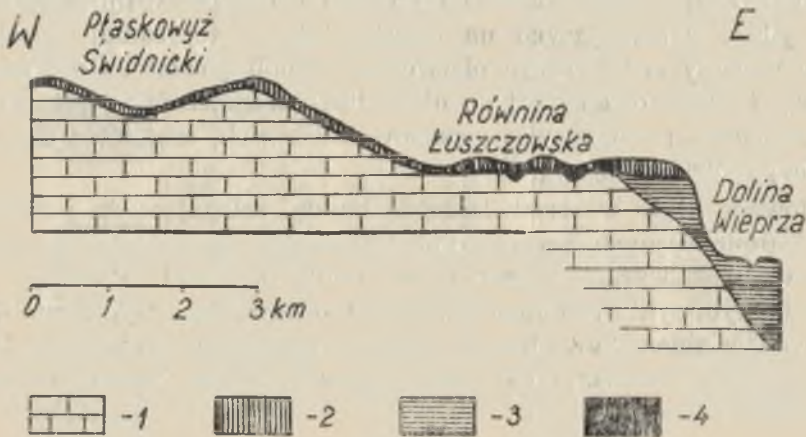 W
Płaskowyż
Świdnicki
E
Równina
Łuszczowska
Dolina
Wieprza
0 1 2 3 km
-1 -2 -3 -4